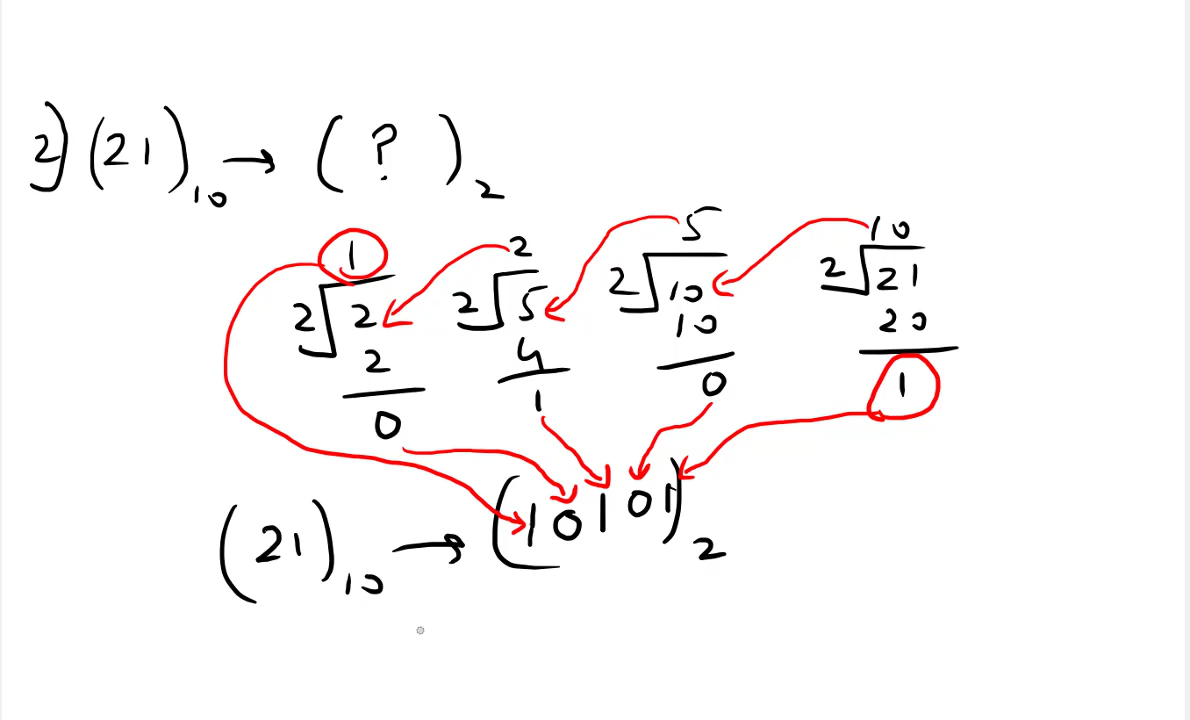 2) (21)10 → ( ? )2
1 2 5 10
2√2 2√5 2√10 2√21
2 4 10 20
0 1 0 1
(21)10 → (10101)2